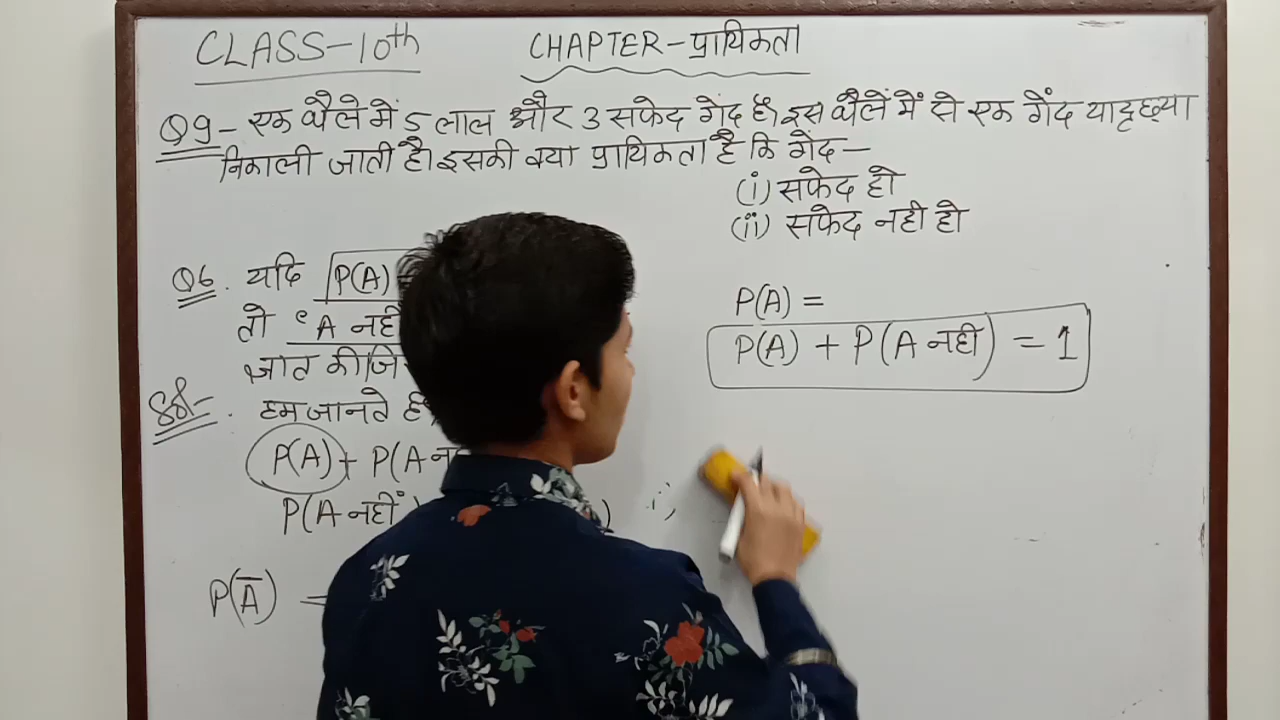 CLASS-10th
CHAPTER-प्रायिकता
Q9- एक थैले में 5 लाल और 3 सफेद गेंद है। इस थैलें में से एक गेंद यादृछ्या
निकाली जाती है। इसकी क्या प्रायिकता है कि गेंद-
(i) सफेद हो
(ii) सफेद नही हो
Q6. यदि P(A)
तो 'A नहीं
ज्ञात
Sol-. हम जानते है
P(A)+ P(A
P(A नहीं
P(Ā) =
P(A) =
P(A) + P(A नही) = 1